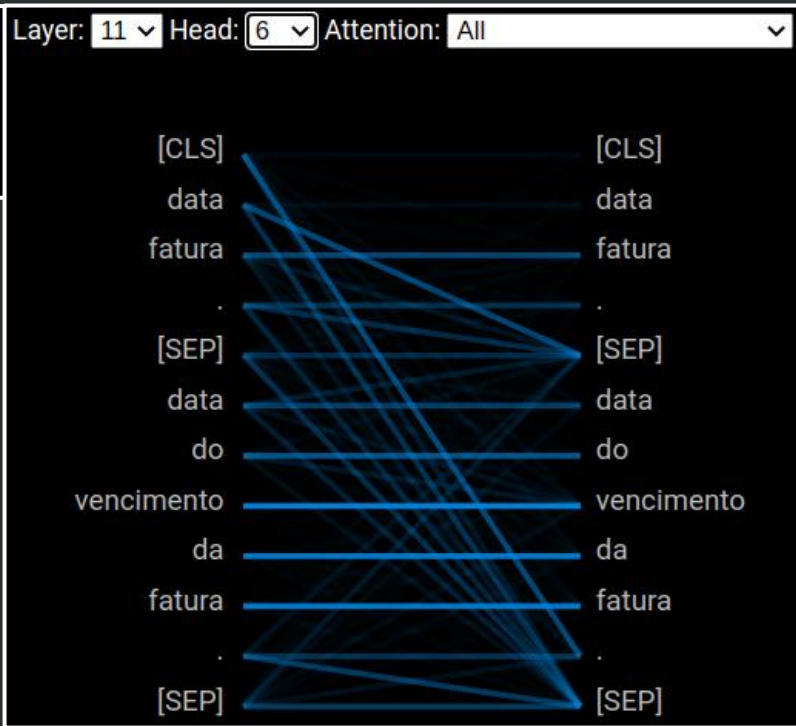 Layer: 11 Head: 6 Attention: All
[CLS] [CLS]
data data
fatura fatura
. .
[SEP] [SEP]
data data
do do
vencimento vencimento
da da
fatura fatura
. .
[SEP] [SEP]